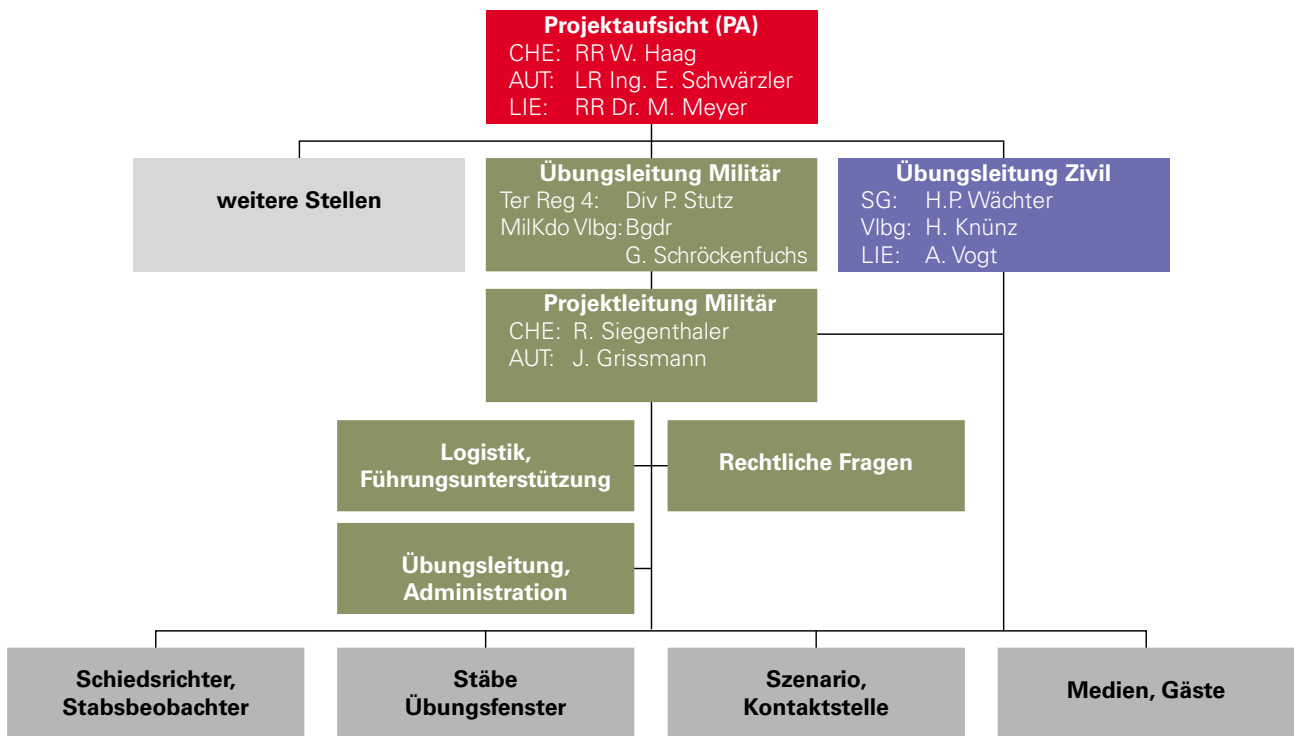 Projektaufsicht (PA)
CHE: RR W. Haag
AUT: LR Ing. E. Schwärzler
LIE: RR Dr. M. Meyer
weitere Stellen
Übungsleitung Militär
Ter Reg 4: Div P. Stutz
MilKdo Vlbg: Bgdr
G. Schröckenfuchs
Übungsleitung Zivil
SG: H.P. Wächter
Vlbg: H. Knünz
LIE: A. Vogt
Projektleitung Militär
CHE: R. Siegenthaler
AUT: J. Grissmann
Logistik,
Führungsunterstützung
Rechtliche Fragen
Übungsleitung,
Administration
Schiedsrichter,
Stabsbeobachter
Stäbe
Übungsfenster
Szenario,
Kontaktstelle
Medien, Gäste